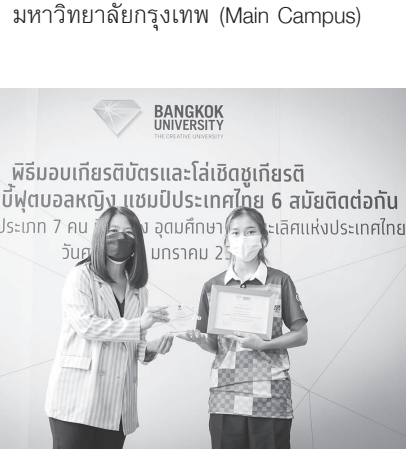 มหาวิทยาลัยกรุงเทพ (Main Campus)
BANGKOK
UNIVERSITY
THE CREATIVE UNIVERSITY
พิธีมอบเกียรติบัตรและโล่เชิดชูเกียรติ
บี้ฟุตบอลหญิง แชมป์ประเทศไทย 6 สมัยติดต่อกัน
ประเภท 7 คน อุดมศึกษา เลิศแห่งประเทศไทย
มกราคม